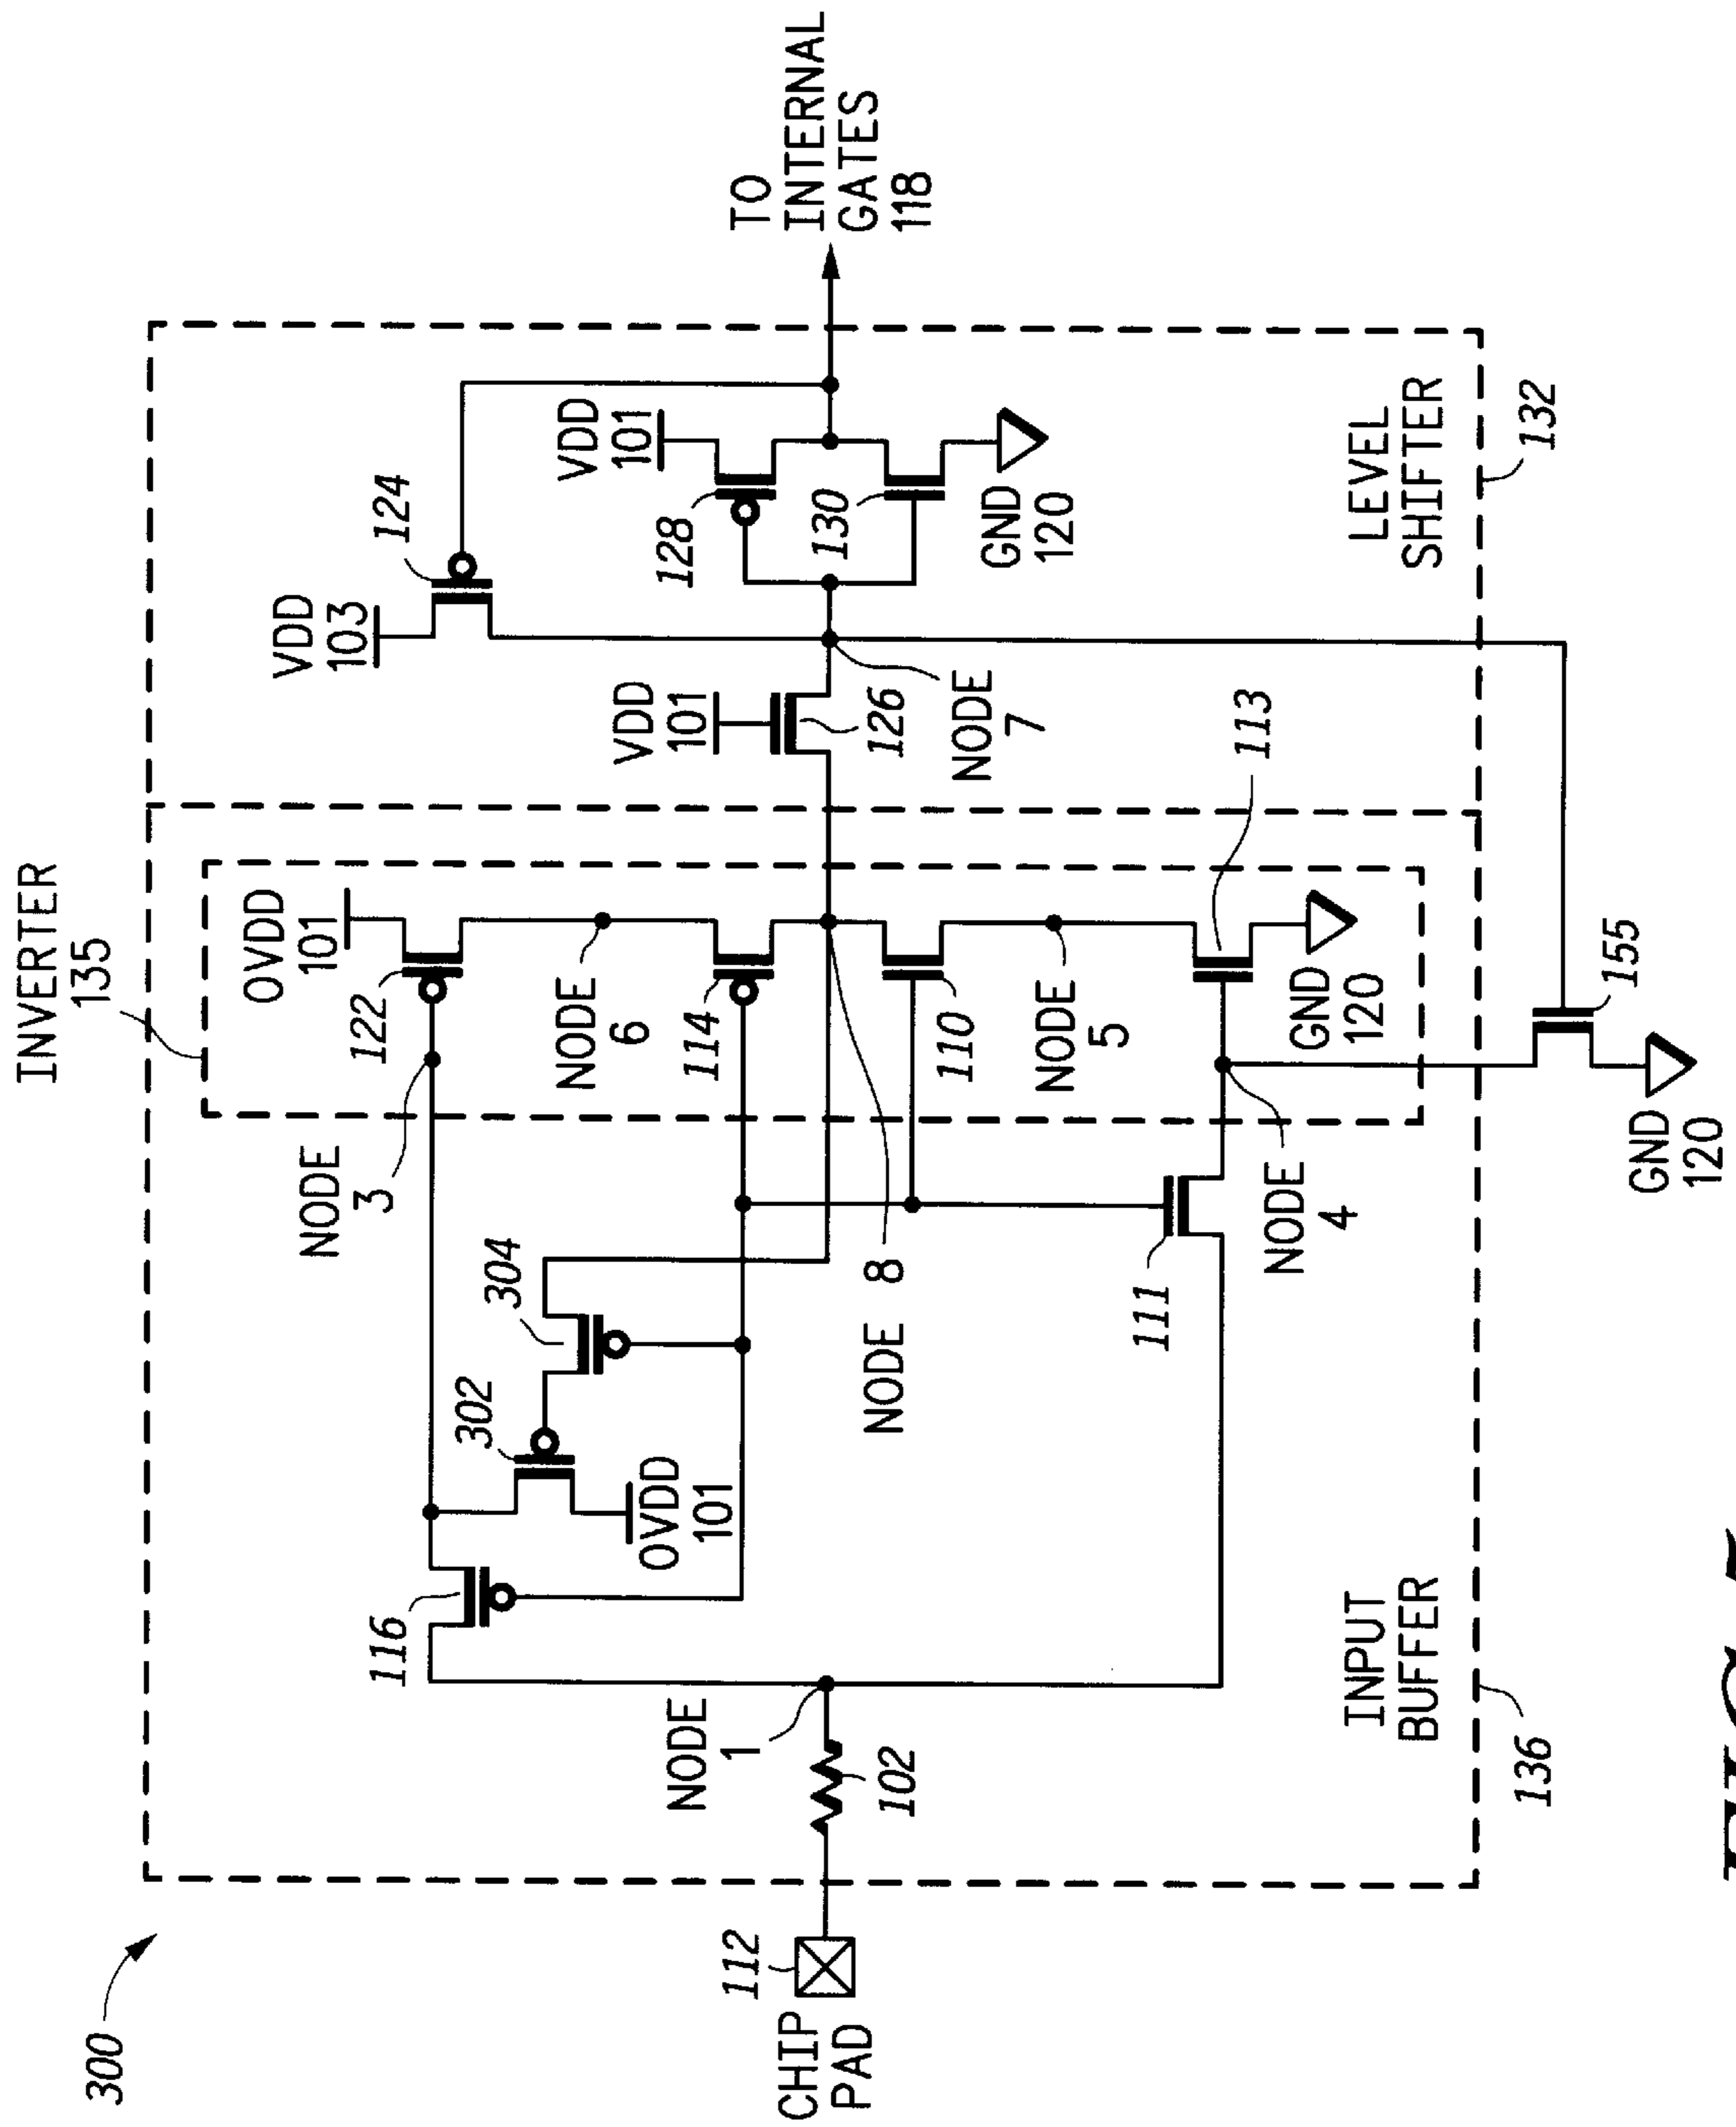 300
INVERTER
135
OVDD
101
122
NODE
3
NODE
6
114
304
302
OVDD
101
116
NODE 8
110
NODE
5
113
GND
120
111
NODE
4
NODE
1
102
112
CHIP
PAD
INPUT
BUFFER
136
VDD
103
124
VDD
101
126
NODE
7
VDD
101
128
130
GND
120
TO
INTERNAL
GATES
118
LEVEL
SHIFTER
132
155
GND
120